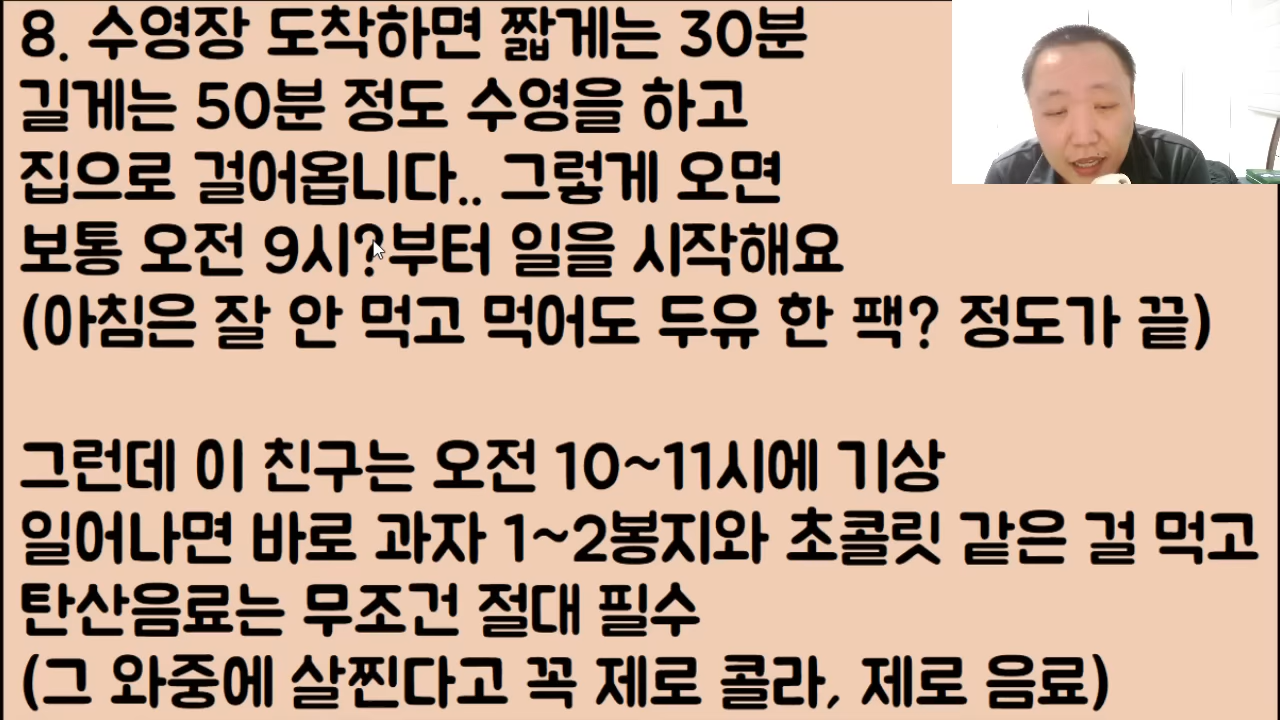 8. 수영장 도착하면 짧게는 30분
길게는 50분 정도 수영을 하고
집으로 걸어옵니다.. 그렇게 오면
보통 오전 9시?부터 일을 시작해요
(아침은 잘 안 먹고 먹어도 두유 한 팩? 정도가 끝)
그런데 이 친구는 오전 10~11시에 기상
일어나면 바로 과자 1~2봉지와 초콜릿 같은 걸 먹고
탄산음료는 무조건 절대 필수
(그 와중에 살찐다고 꼭 제로 콜라, 제로 음료)